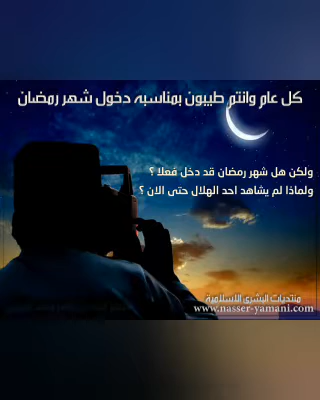 كل عام وانتم طيبون بمناسبه دخول شهر رمضان
ولكن هل شهر رمضان قد دخل فعلا ؟
ولماذا لم يشاهد احد الهلال حتى الان ؟
منتديات البشرى الاسلامية
www.nasser-yamani.com